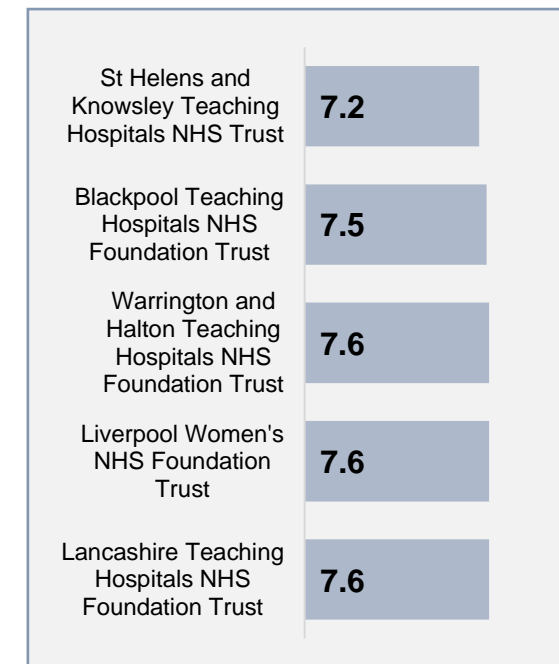 St Helens and
Knowsley Teaching
Hospitals NHS Trust
7.2
Blackpool Teaching
Hospitals NHS
Foundation Trust
7.5
Warrington and
Halton Teaching
Hospitals NHS
Foundation Trust
7.6
Liverpool Women's
NHS Foundation
Trust
7.6
Lancashire Teaching
Hospitals NHS
Foundation Trust
7.6